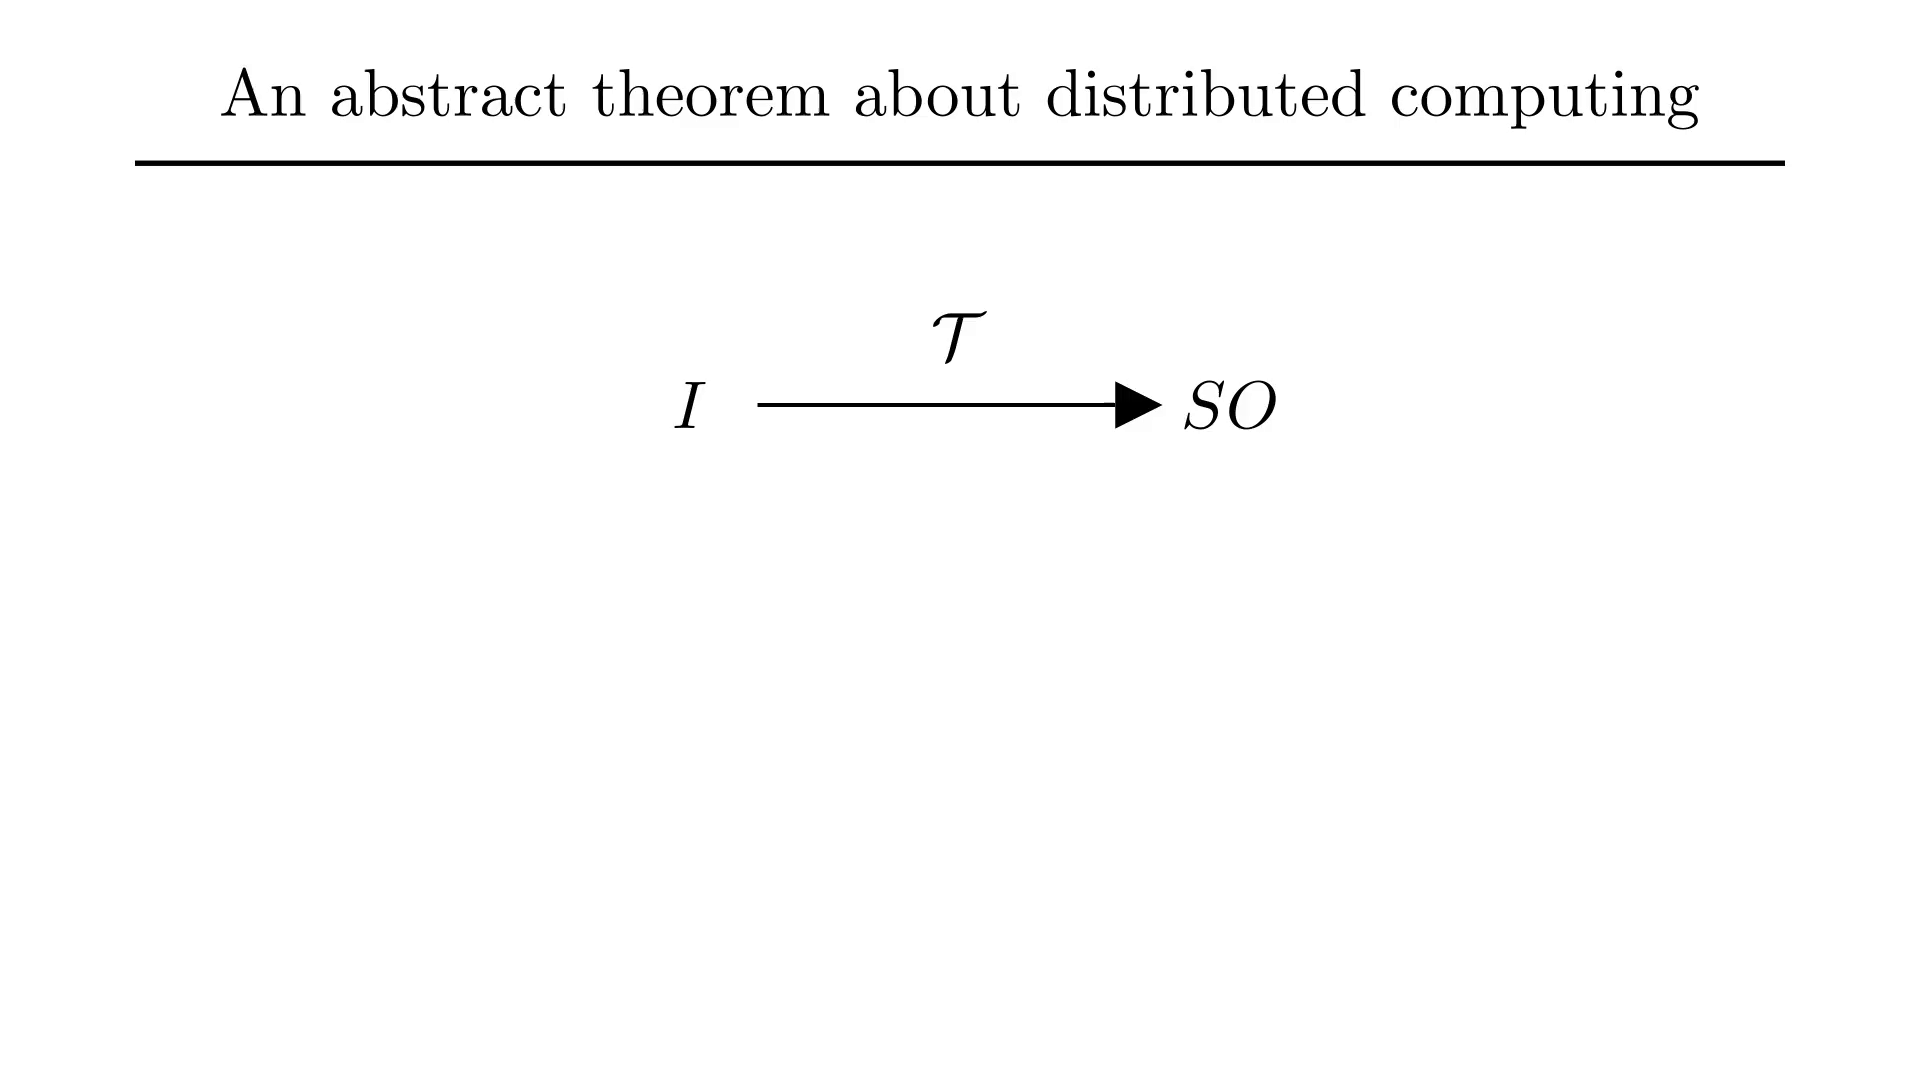 An abstract theorem about distributed computing
𝒯
I SO